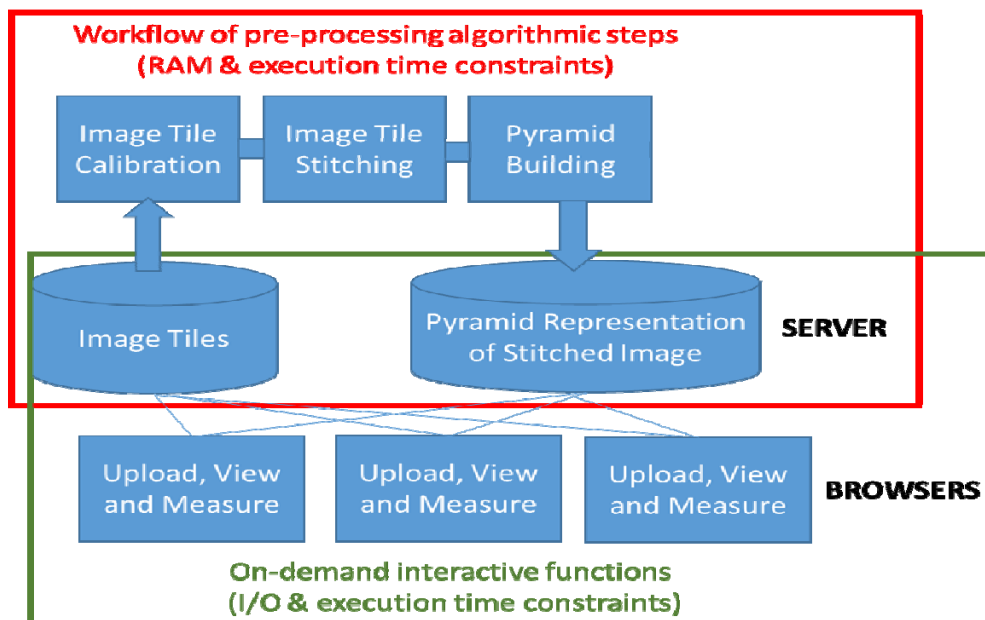 Workflow of pre-processing algorithmic steps
(RAM & execution time constraints)
Image Tile
Calibration
Image Tile
Stitching
Pyramid
Building
Image Tiles
Pyramid Representation
of Stitched Image
SERVER
Upload, View
and Measure
Upload, View
and Measure
Upload, View
and Measure
BROWSERS
On-demand interactive functions
(I/O & execution time constraints)